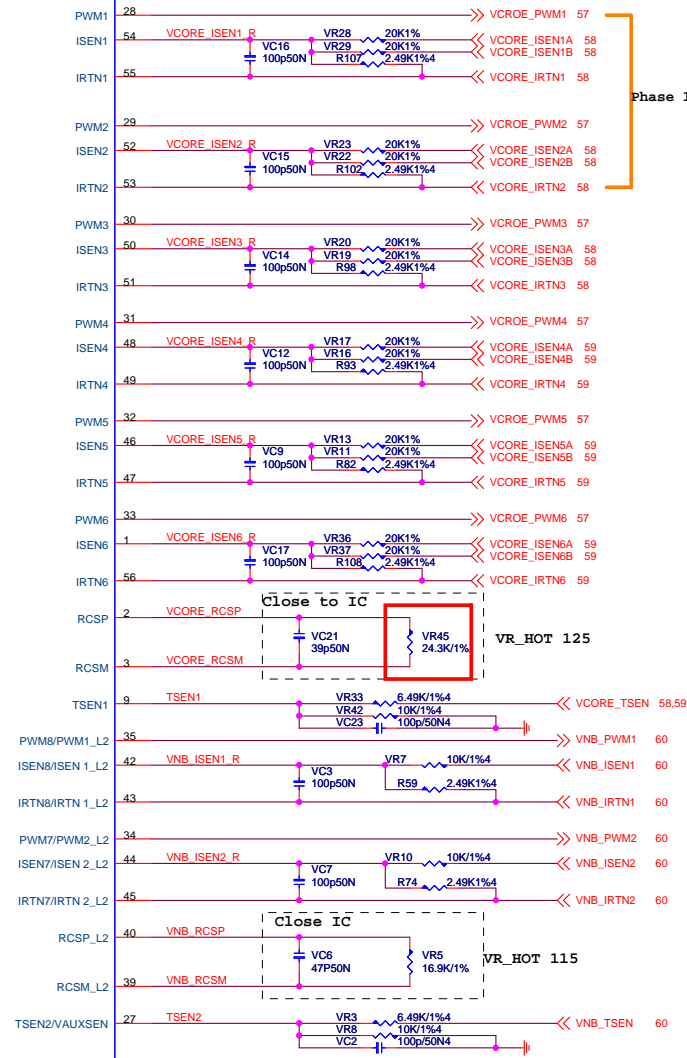 PWM1 28 VCROE_PWM1 57
ISEN1 54 VCORE_ISEN1_R VR28 20K1% VCORE_ISEN1A 58
VC16 VR29 20K1% VCORE_ISEN1B 58
100p50N R107 2.49K1%4
IRTN1 55 VCORE_IRTN1 58
Phase 1
PWM2 29 VCROE_PWM2 57
ISEN2 52 VCORE_ISEN2_R VR23 20K1% VCORE_ISEN2A 58
VC15 VR22 20K1% VCORE_ISEN2B 58
100p50N R102 2.49K1%4
IRTN2 53 VCORE_IRTN2 58
PWM3 30 VCROE_PWM3 57
ISEN3 50 VCORE_ISEN3_R VR20 20K1% VCORE_ISEN3A 58
VC14 VR19 20K1% VCORE_ISEN3B 58
100p50N R98 2.49K1%4
IRTN3 51 VCORE_IRTN3 58
PWM4 31 VCROE_PWM4 57
ISEN4 48 VCORE_ISEN4_R VR17 20K1% VCORE_ISEN4A 59
VC12 VR16 20K1% VCORE_ISEN4B 59
100p50N R93 2.49K1%4
IRTN4 49 VCORE_IRTN4 59
PWM5 32 VCROE_PWM5 57
ISEN5 46 VCORE_ISEN5_R VR13 20K1% VCORE_ISEN5A 59
VC9 VR11 20K1% VCORE_ISEN5B 59
100p50N R82 2.49K1%4
IRTN5 47 VCORE_IRTN5 59
PWM6 33 VCROE_PWM6 57
ISEN6 1 VCORE_ISEN6_R VR36 20K1% VCORE_ISEN6A 59
VC17 VR37 20K1% VCORE_ISEN6B 59
100p50N R108 2.49K1%4
IRTN6 56 VCORE_IRTN6 59
Close to IC
RCSP 2 VCORE_RCSP
VC21 VR45 VR_HOT 125
39p50N 24.3K/1%
RCSM 3 VCORE_RCSM
TSEN1 9 TSEN1 VR33 6.49K/1%4 VCORE_TSEN 58,59
VR42 10K/1%4
VC23 100p/50N4
PWM8/PWM1_L2 35 VNB_PWM1 60
ISEN8/ISEN 1_L2 42 VNB_ISEN1_R VR7 10K/1%4 VNB_ISEN1 60
VC3
100p50N R59 2.49K1%4
IRTN8/IRTN 1_L2 43 VNB_IRTN1 60
PWM7/PWM2_L2 34 VNB_PWM2 60
ISEN7/ISEN 2_L2 44 VNB_ISEN2_R VR10 10K/1%4 VNB_ISEN2 60
VC7
100p50N R74 2.49K1%4
IRTN7/IRTN 2_L2 45 VNB_IRTN2 60
Close IC
RCSP_L2 40 VNB_RCSP
VC6 VR5 VR_HOT 115
47P50N 16.9K/1%
RCSM_L2 39 VNB_RCSM
TSEN2/VAUXSEN 27 TSEN2 VR3 6.49K/1%4 VNB_TSEN 60
VR8 10K/1%4
VC2 100p/50N4